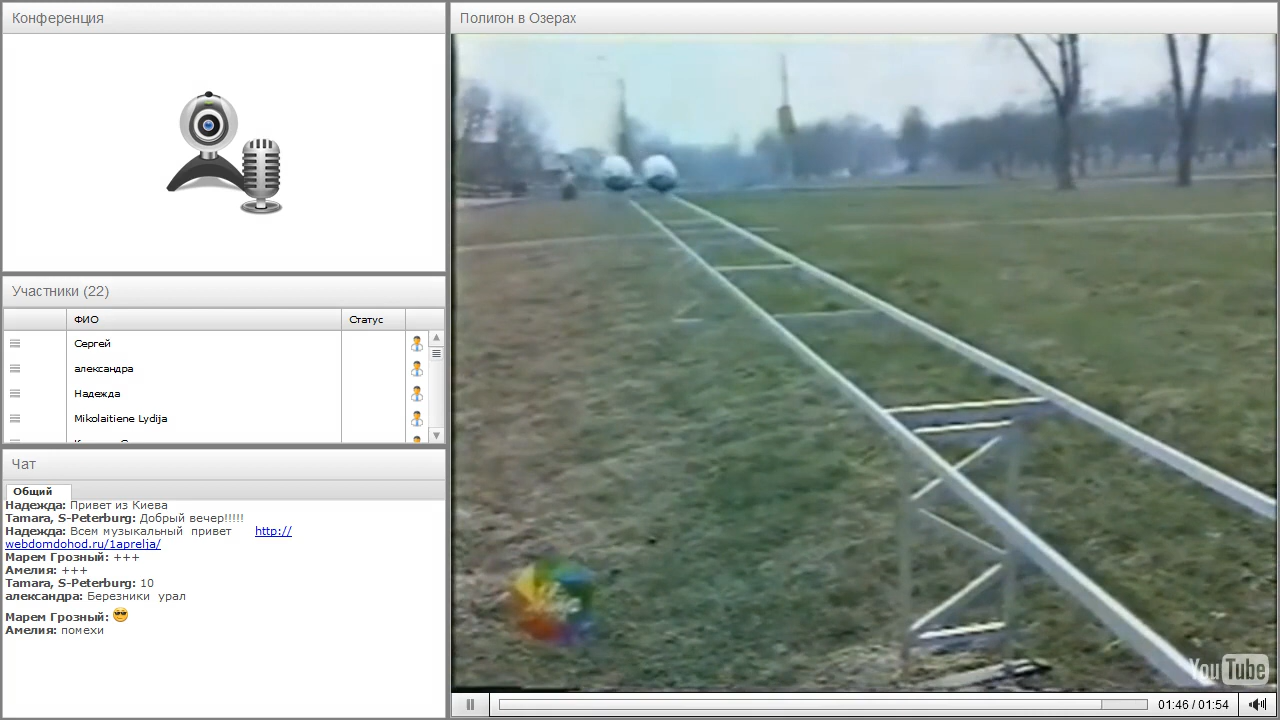 Конференция
Полигон в Озерах
Участники (22)
ФИО
Статус
Сергей
александра
Надежда
Mikolaitiene Lydija
Чат
Общий
Надежда: Привет из Киева
Tamara, S-Peterburg: Добрый вечер!!!!!
Надежда: Всем музыкальный привет http://
webdomdohod.ru/1aprelja/
Марем Грозный: +++
Амелия: +++
Tamara, S-Peterburg: 10
александра: Березники урал
Марем Грозный:
Амелия: помехи
YouTube
01:46 / 01:54